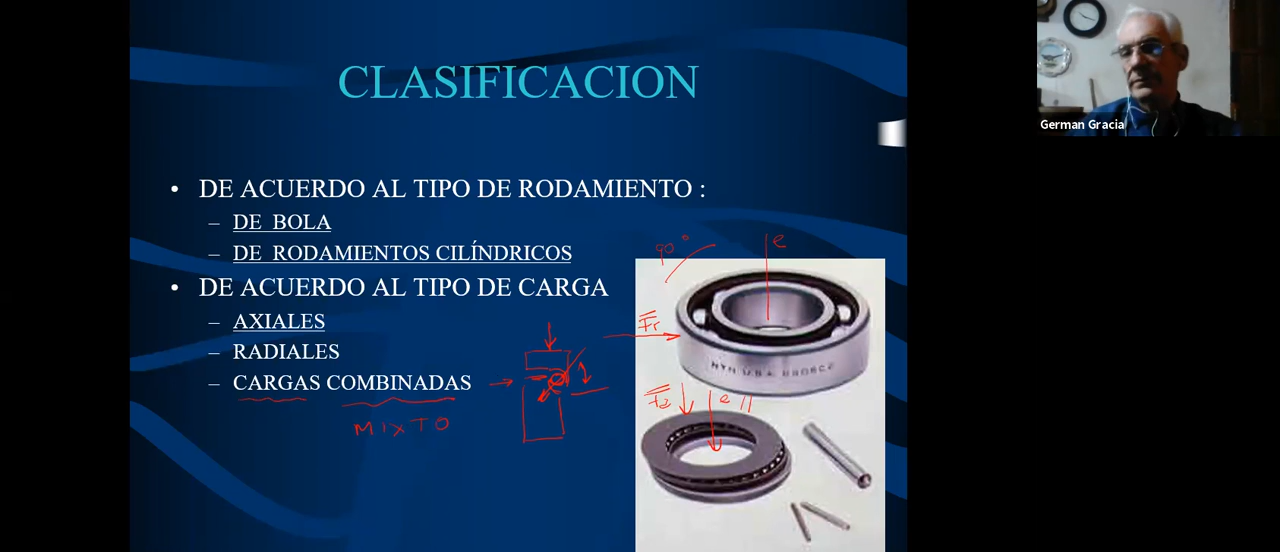 CLASIFICACION
• DE ACUERDO AL TIPO DE RODAMIENTO :
– DE BOLA
– DE RODAMIENTOS CILÍNDRICOS
• DE ACUERDO AL TIPO DE CARGA
– AXIALES
– RADIALES
– CARGAS COMBINADAS
MIXTO
90°
e
Fr
Fa
e //
German Gracia